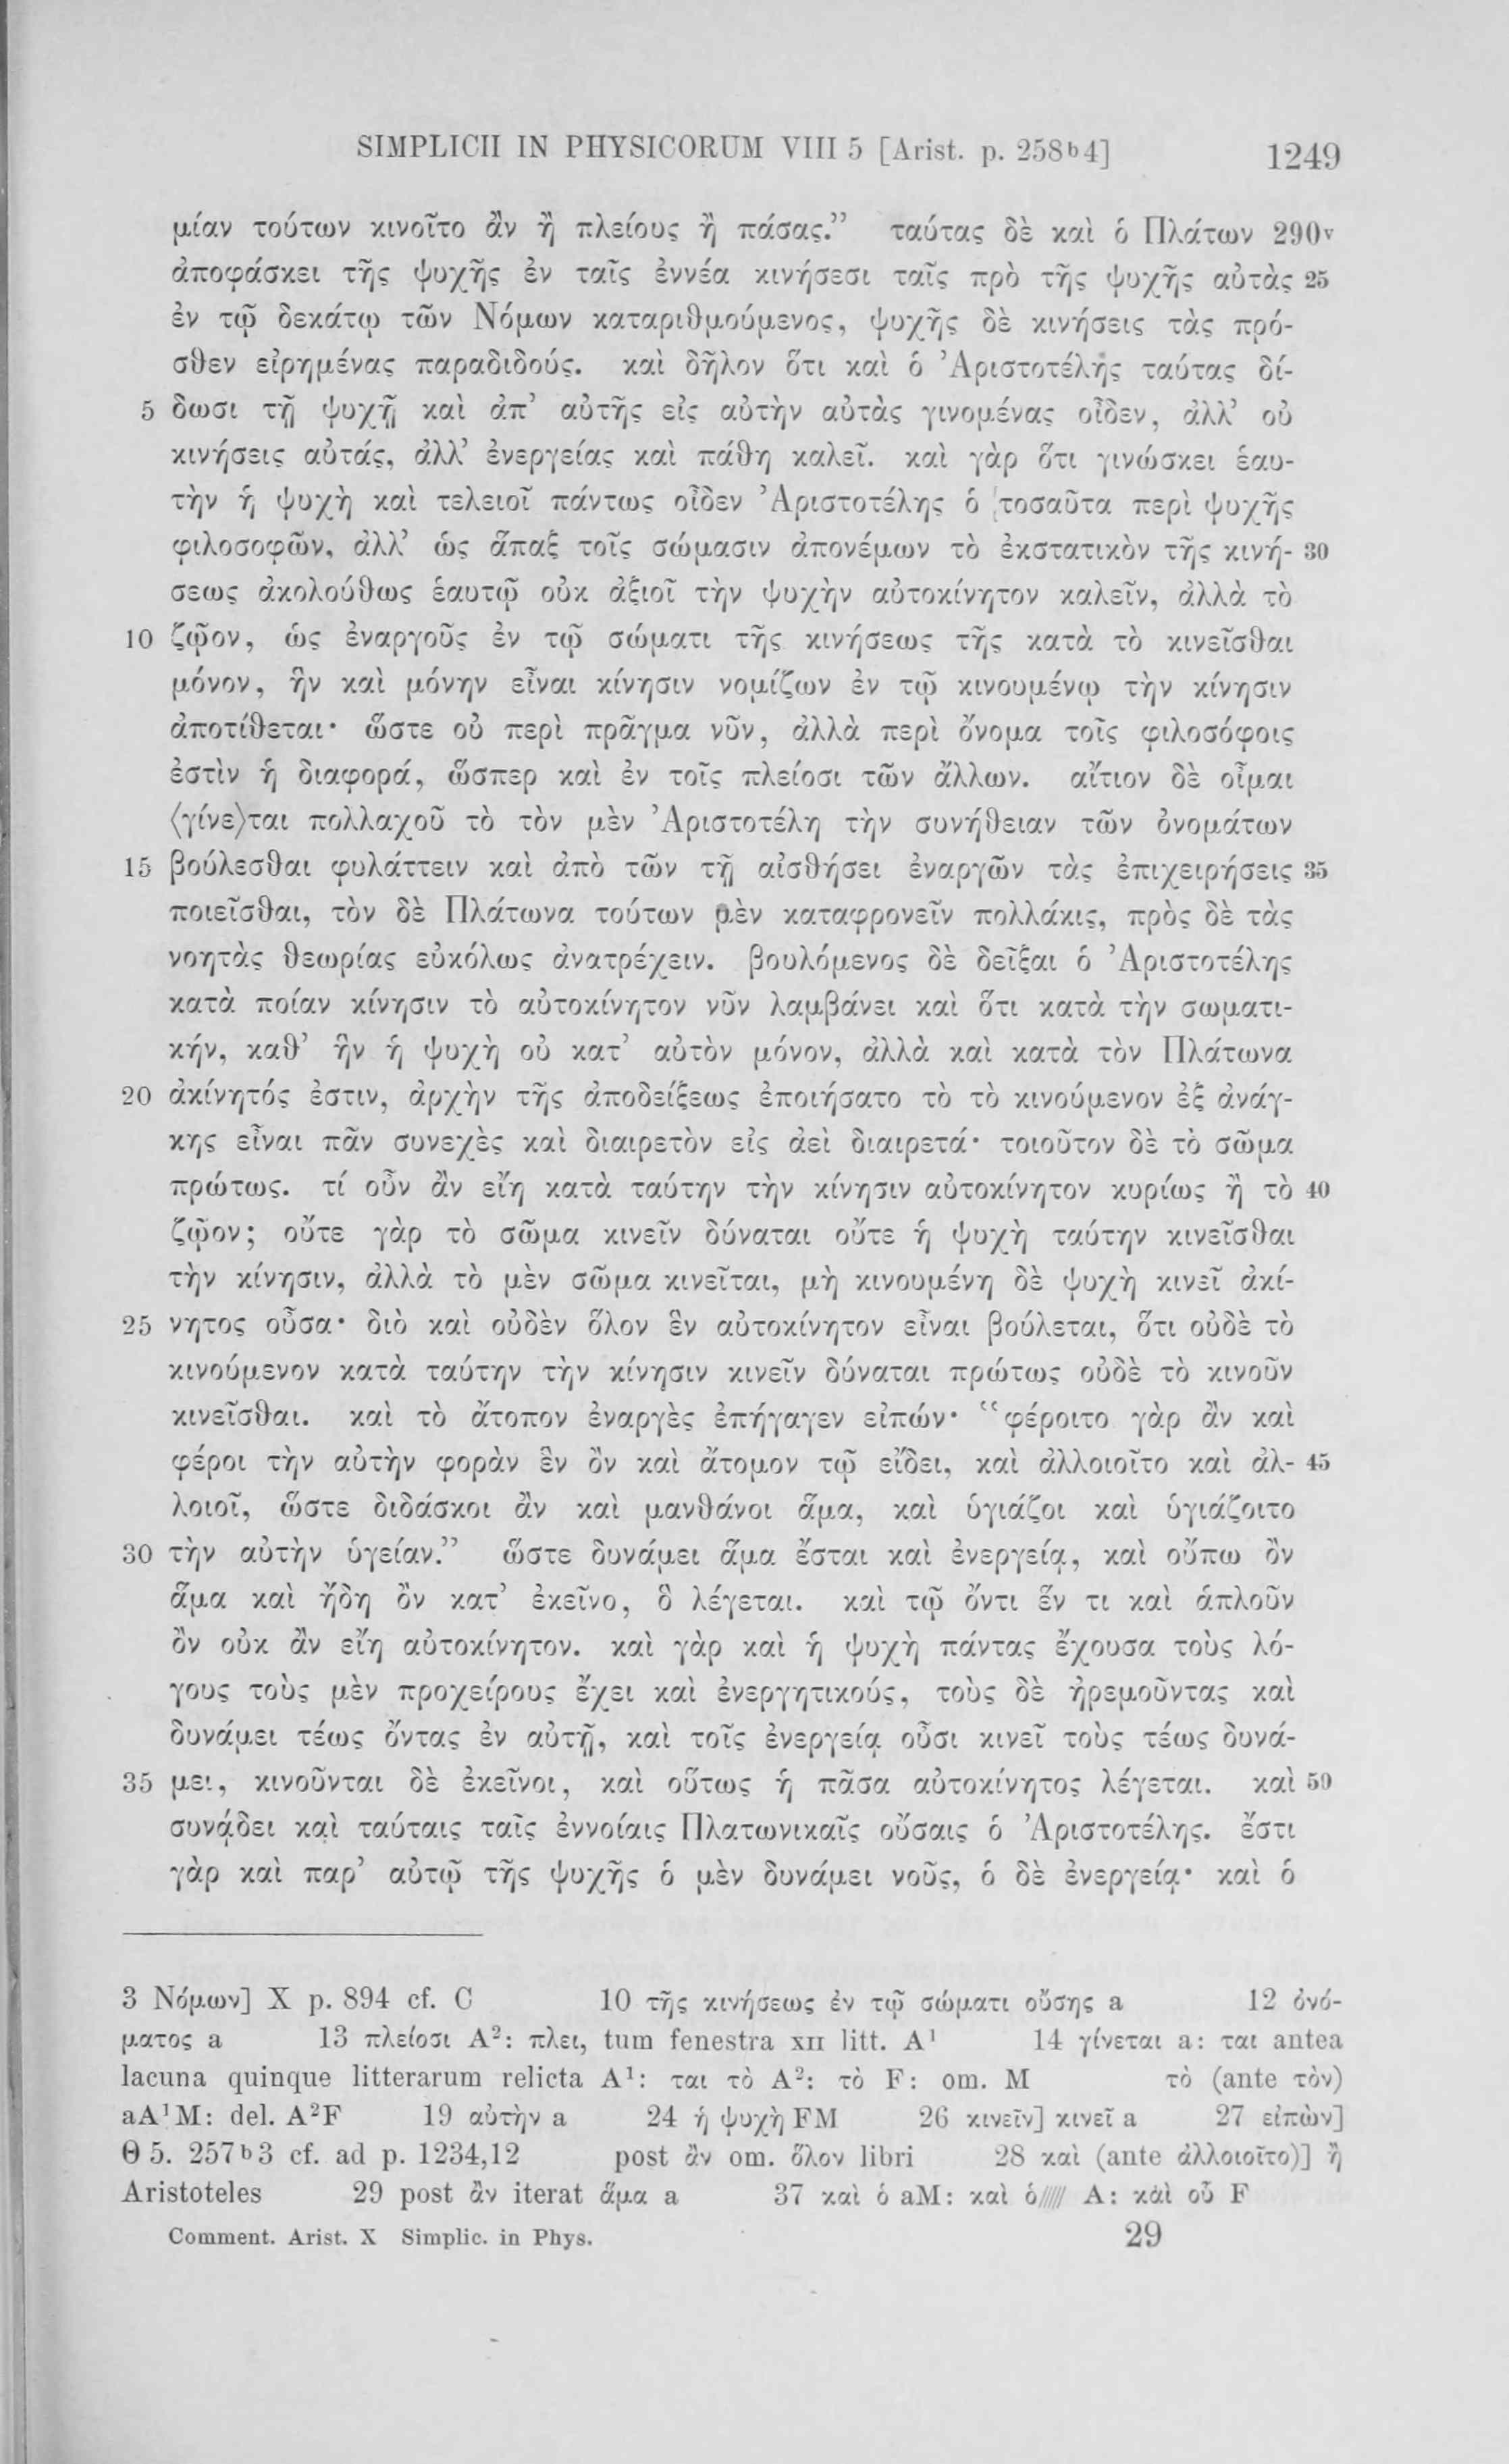 SIMPLICII IN PHYSICORUM VIII 5 [Arist. p. 258ᵇ4] 1249
μίαν τούτων κινοῖτο ἂν ἢ πλείους ἢ πάσας.” ταύτας δὲ καὶ ὁ Πλάτων 290ᵛ
ἀποφάσκει τῆς ψυχῆς ἐν ταῖς ἐννέα κινήσεσι ταῖς πρὸ τῆς ψυχῆς αὐτὰς 25
ἐν τῷ δεκάτῳ τῶν Νόμων καταριθμούμενος, ψυχῆς δὲ κινήσεις τὰς πρό-
σθεν εἰρημένας παραδιδούς. καὶ δῆλον ὅτι καὶ ὁ Ἀριστοτέλης ταύτας δί-
5 δωσι τῇ ψυχῇ καὶ ἀπ’ αὐτῆς εἰς αὐτὴν αὐτὰς γινομένας οἶδεν, ἀλλ’ οὐ
κινήσεις αὐτάς, ἀλλ’ ἐνεργείας καὶ πάθη καλεῖ. καὶ γὰρ ὅτι γινώσκει ἑαυ-
τὴν ἡ ψυχὴ καὶ τελειοῖ πάντως οἶδεν Ἀριστοτέλης ὁ τοσαῦτα περὶ ψυχῆς
φιλοσοφῶν, ἀλλ’ ὡς ἅπαξ τοῖς σώμασιν ἀπονέμων τὸ ἐκστατικὸν τῆς κινή- 30
σεως ἀκολούθως ἑαυτῷ οὐκ ἀξιοῖ τὴν ψυχὴν αὐτοκίνητον καλεῖν, ἀλλὰ τὸ
10 ζῷον, ὡς ἐναργοῦς ἐν τῷ σώματι τῆς κινήσεως τῆς κατὰ τὸ κινεῖσθαι
μόνον, ἣν καὶ μόνην εἶναι κίνησιν νομίζων ἐν τῷ κινουμένῳ τὴν κίνησιν
ἀποτίθεται· ὥστε οὐ περὶ πρᾶγμα νῦν, ἀλλὰ περὶ ὄνομα τοῖς φιλοσόφοις
ἐστὶν ἡ διαφορά, ὥσπερ καὶ ἐν τοῖς πλείοσι τῶν ἄλλων. αἴτιον δὲ οἶμαι
⟨γίνε⟩ται πολλαχοῦ τὸ τὸν μὲν Ἀριστοτέλη τὴν συνήθειαν τῶν ὀνομάτων
15 βούλεσθαι φυλάττειν καὶ ἀπὸ τῶν τῇ αἰσθήσει ἐναργῶν τὰς ἐπιχειρήσεις 35
ποιεῖσθαι, τὸν δὲ Πλάτωνα τούτων μὲν καταφρονεῖν πολλάκις, πρὸς δὲ τὰς
νοητὰς θεωρίας εὐκόλως ἀνατρέχειν. βουλόμενος δὲ δεῖξαι ὁ Ἀριστοτέλης
κατὰ ποίαν κίνησιν τὸ αὐτοκίνητον νῦν λαμβάνει καὶ ὅτι κατὰ τὴν σωματι-
κήν, καθ’ ἣν ἡ ψυχὴ οὐ κατ’ αὐτὸν μόνον, ἀλλὰ καὶ κατὰ τὸν Πλάτωνα
20 ἀκίνητός ἐστιν, ἀρχὴν τῆς ἀποδείξεως ἐποιήσατο τὸ τὸ κινούμενον ἐξ ἀνάγ-
κης εἶναι πᾶν συνεχὲς καὶ διαιρετὸν εἰς ἀεὶ διαιρετά· τοιοῦτον δὲ τὸ σῶμα
πρώτως. τί οὖν ἂν εἴη κατὰ ταύτην τὴν κίνησιν αὐτοκίνητον κυρίως ἢ τὸ 40
ζῷον; οὔτε γὰρ τὸ σῶμα κινεῖν δύναται οὔτε ἡ ψυχὴ ταύτην κινεῖσθαι
τὴν κίνησιν, ἀλλὰ τὸ μὲν σῶμα κινεῖται, μὴ κινουμένη δὲ ψυχὴ κινεῖ ἀκί-
25 νητος οὖσα· διὸ καὶ οὐδὲν ὅλον ἓν αὐτοκίνητον εἶναι βούλεται, ὅτι οὐδὲ τὸ
κινούμενον κατὰ ταύτην τὴν κίνησιν κινεῖν δύναται πρώτως οὐδὲ τὸ κινοῦν
κινεῖσθαι. καὶ τὸ ἄτοπον ἐναργὲς ἐπήγαγεν εἰπών· “φέροιτο γὰρ ἂν καὶ
φέροι τὴν αὐτὴν φορὰν ἓν ὂν καὶ ἄτομον τῷ εἴδει, καὶ ἀλλοιοῖτο καὶ ἀλ- 45
λοιοῖ, ὥστε διδάσκοι ἂν καὶ μανθάνοι ἅμα, καὶ ὑγιάζοι καὶ ὑγιάζοιτο
30 τὴν αὐτὴν ὑγείαν.” ὥστε δυνάμει ἅμα ἔσται καὶ ἐνεργείᾳ, καὶ οὔπω ὂν
ἅμα καὶ ἤδη ὂν κατ’ ἐκεῖνο, ὃ λέγεται. καὶ τῷ ὄντι ἕν τι καὶ ἁπλοῦν
ὂν οὐκ ἂν εἴη αὐτοκίνητον. καὶ γὰρ καὶ ἡ ψυχὴ πάντας ἔχουσα τοὺς λό-
γους τοὺς μὲν προχείρους ἔχει καὶ ἐνεργητικούς, τοὺς δὲ ἠρεμοῦντας καὶ
δυνάμει τέως ὄντας ἐν αὐτῇ, καὶ τοῖς ἐνεργείᾳ οὖσι κινεῖ τοὺς τέως δυνά-
35 μει, κινοῦνται δὲ ἐκεῖνοι, καὶ οὕτως ἡ πᾶσα αὐτοκίνητος λέγεται. καὶ 50
συνᾴδει καὶ ταύταις ταῖς ἐννοίαις Πλατωνικαῖς οὔσαις ὁ Ἀριστοτέλης. ἔστι
γὰρ καὶ παρ’ αὐτῷ τῆς ψυχῆς ὁ μὲν δυνάμει νοῦς, ὁ δὲ ἐνεργείᾳ· καὶ ὁ
3 Νόμων] X p. 894 cf. C 10 τῆς κινήσεως ἐν τῷ σώματι οὔσης a 12 ὀνό-
ματος a 13 πλείοσι A²: πλει, tum fenestra XII litt. A¹ 14 γίνεται a: ται antea
lacuna quinque litterarum relicta A¹: ται τὸ A²: τὸ F: om. M τὸ (ante τὸν)
aA¹M: del. A²F 19 αὐτὴν a 24 ἡ ψυχὴ FM 26 κινεῖν] κινεῖ a 27 εἰπὼν]
Θ 5. 257ᵇ3 cf. ad p. 1234,12 post ἂν om. ὅλον libri 28 καὶ (ante ἀλλοιοῖτο)] ἢ
Aristoteles 29 post ἂν iterat ἅμα a 37 καὶ ὁ aM: καὶ ὁ///// A: καὶ οὗ F
Comment. Arist. X Simplic. in Phys. 29